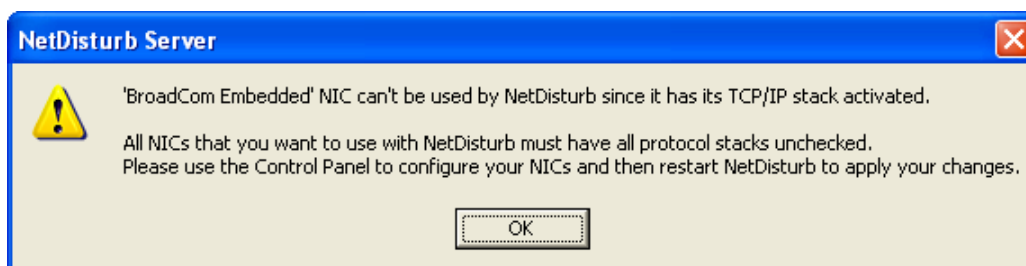 NetDisturb Server
'BroadCom Embedded' NIC can't be used by NetDisturb since it has its TCP/IP stack activated.
All NICs that you want to use with NetDisturb must have all protocol stacks unchecked.
Please use the Control Panel to configure your NICs and then restart NetDisturb to apply your changes.
OK